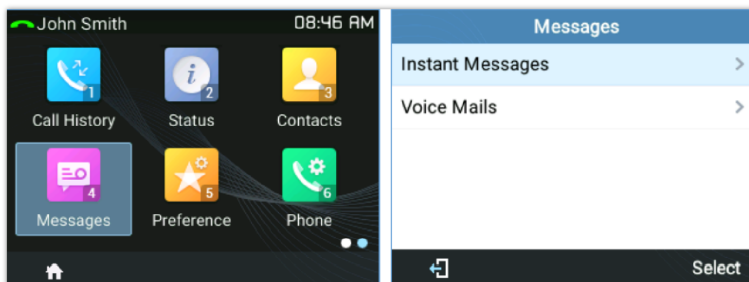 John Smith 08:46 AM
1 2 3
Call History Status Contacts
4 5 6
Messages Preference Phone
Messages
Instant Messages
Voice Mails
Select